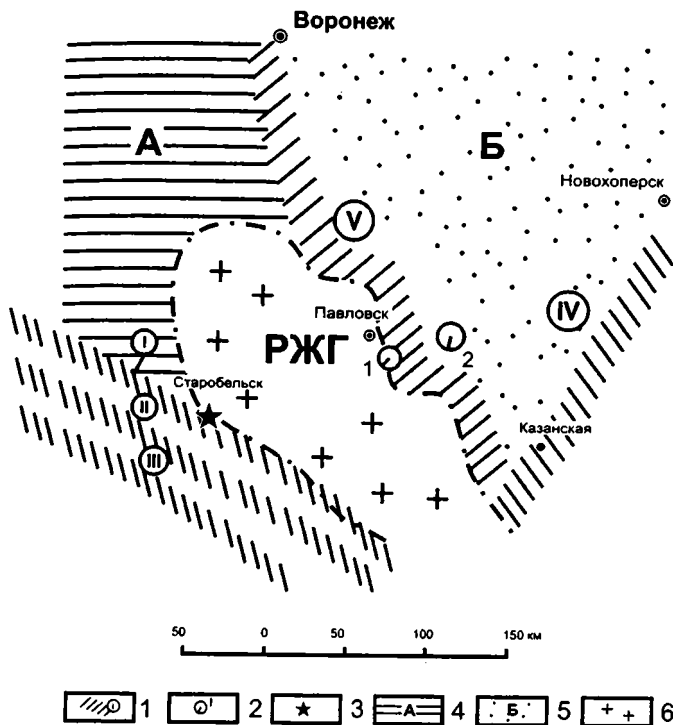 Воронеж
А
Б
Новохоперск
V
IV
Павловск
I
РЖГ
1
2
Старобельск
II
Казанская
III
50 0 50 100 150 км
I 1 1 2 3 А 4 Б 5 6